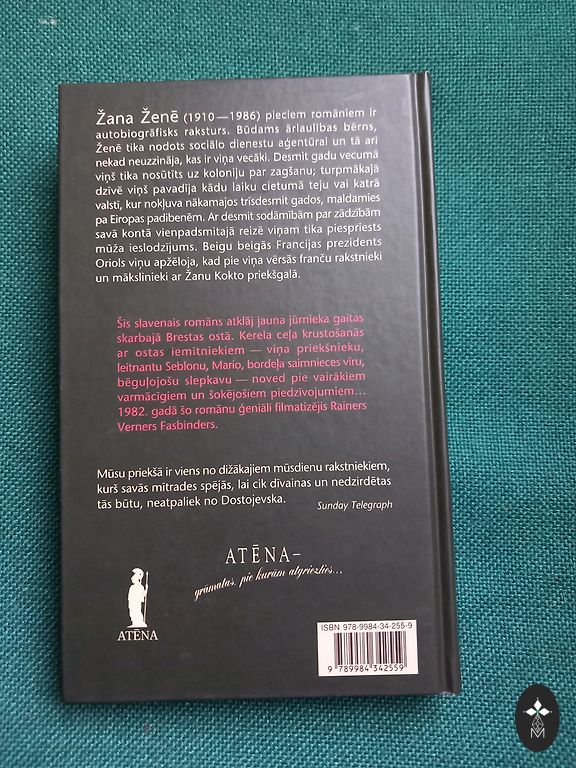 Žana Ženē (1910—1986) pieciem romāniem ir
autobiogrāfisks raksturs. Būdams ārlaulības bērns,
Ženē tika nodots sociālo dienestu aģentūrai un tā arī
nekad neuzzināja, kas ir viņa vecāki. Desmit gadu vecumā
viņš tika nosūtīts uz koloniju par zagšanu; turpmākajā
dzīvē viņš pavadīja kādu laiku cietumā teju vai katrā
valstī, kur nokļuva nākamajos trīsdesmit gados, maldamies
pa Eiropas padibenēm. Ar desmit sodāmībām par zādzībām
savā kontā vienpadsmitajā reizē viņam tika piespriests
mūža ieslodzījums. Beigu beigās Francijas prezidents
Oriols viņu apžēloja, kad pie viņa vērsās franču rakstnieki
un mākslinieki ar Žanu Kokto priekšgalā.
Šis slavenais romāns atklāj jauna jūrnieka gaitas
skarbajā Brestas ostā. Kerela ceļa krustošanās
ar ostas iemītniekiem — viņa priekšnieku,
leitnantu Seblonu, Mario, bordeļa saimnieces vīru,
bēguļojošu slepkavu — noved pie vairākiem
varmācīgiem un šokējošiem piedzīvojumiem...
1982. gadā šo romānu ģeniāli filmatizējis Rainers
Verners Fasbinders.
Mūsu priekšā ir viens no dižākajiem mūsdienu rakstniekiem,
kurš savās mītrades spējās, lai cik dīvainas un nedzirdētas
tās būtu, neatpaliek no Dostojevska.
Sunday Telegraph
ATĒNA–
grāmatas, pie kurām atgriezties...
ATĒNA
ISBN 978-9984-34-255-9
9 789984 342559
M